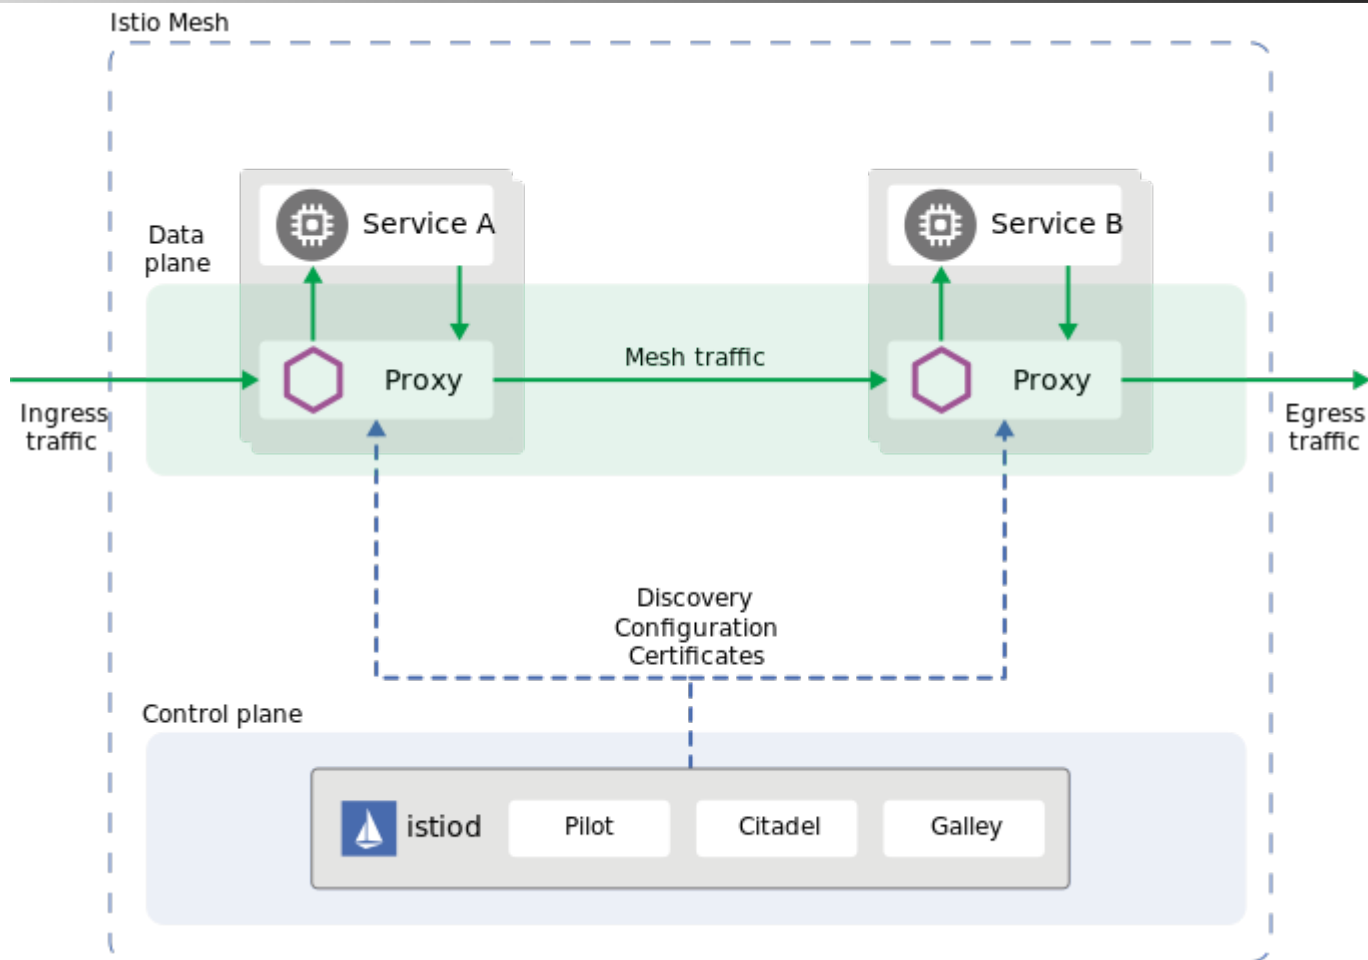 Istio Mesh
Service A
Service B
Data
plane
Mesh traffic
Proxy
Proxy
Ingress
traffic
Egress
traffic
Discovery
Configuration
Certificates
Control plane
istiod
Pilot
Citadel
Galley